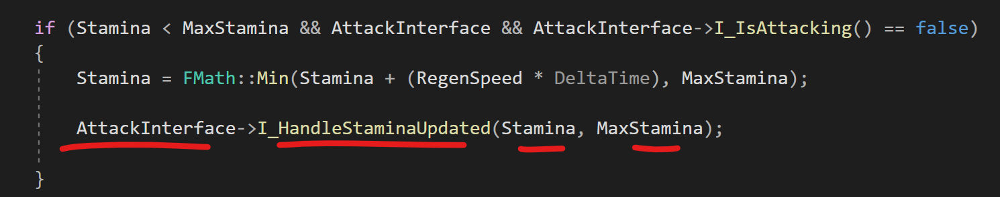 if (Stamina < MaxStamina && AttackInterface && AttackInterface->I_IsAttacking() == false)
{
Stamina = FMath::Min(Stamina + (RegenSpeed * DeltaTime), MaxStamina);
AttackInterface->I_HandleStaminaUpdated(Stamina, MaxStamina);
}